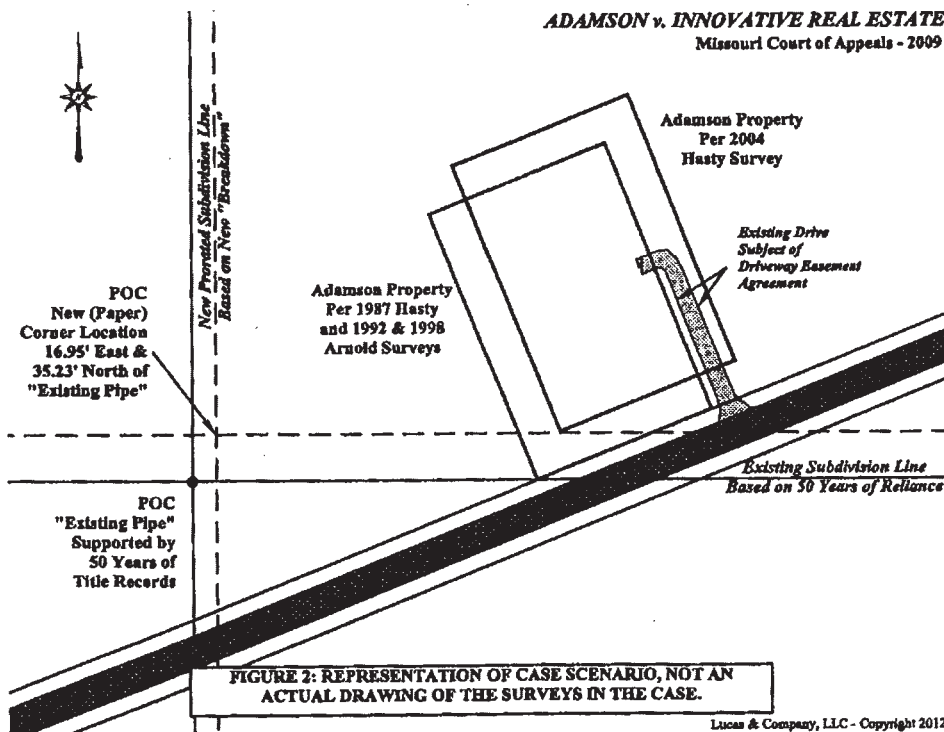 ADAMSON v. INNOVATIVE REAL ESTATE
Missouri Court of Appeals - 2009
New Prorated Subdivision Line
Based on New "Breakdown"
Adamson Property
Per 2004
Hasty Survey
Existing Drive
Subject of
Driveway Easement
Agreement
Adamson Property
Per 1987 Hasty
and 1992 & 1998
Arnold Surveys
POC
New (Paper)
Corner Location
16.95' East &
35.23' North of
"Existing Pipe"
Existing Subdivision Line
Based on 50 Years of Reliance
POC
"Existing Pipe"
Supported by
50 Years of
Title Records
FIGURE 2: REPRESENTATION OF CASE SCENARIO, NOT AN
ACTUAL DRAWING OF THE SURVEYS IN THE CASE.
Lucas & Company, LLC - Copyright 2012